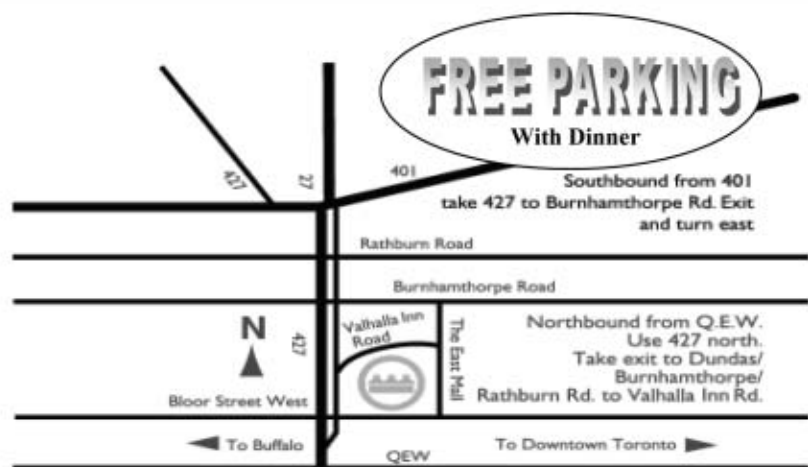 FREE PARKING
With Dinner
427
27
401
Southbound from 401
take 427 to Burnhamthorpe Rd. Exit
and turn east
Rathburn Road
Burnhamthorpe Road
N
427
Valhalla Inn
Road
The East Mall
Northbound from Q.E.W.
Use 427 north.
Take exit to Dundas/
Burnhamthorpe/
Rathburn Rd. to Valhalla Inn Rd.
Bloor Street West
To Buffalo
QEW
To Downtown Toronto